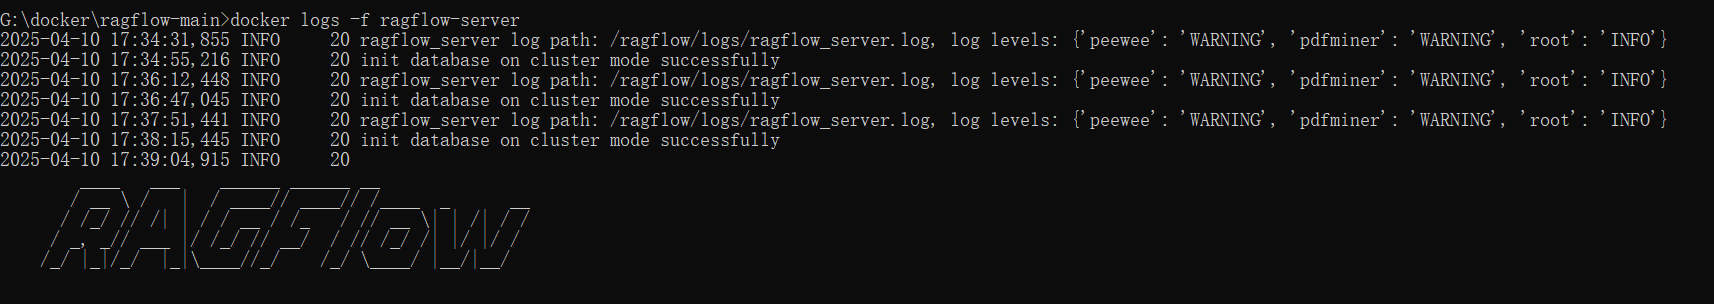 G:\docker\ragflow-main>docker logs -f ragflow-server
2025-04-10 17:34:31,855 INFO     20 ragflow_server log path: /ragflow/logs/ragflow_server.log, log levels: {'peewee': 'WARNING', 'pdfminer': 'WARNING', 'root': 'INFO'}
2025-04-10 17:34:55,216 INFO     20 init database on cluster mode successfully
2025-04-10 17:36:12,448 INFO     20 ragflow_server log path: /ragflow/logs/ragflow_server.log, log levels: {'peewee': 'WARNING', 'pdfminer': 'WARNING', 'root': 'INFO'}
2025-04-10 17:36:47,045 INFO     20 init database on cluster mode successfully
2025-04-10 17:37:51,441 INFO     20 ragflow_server log path: /ragflow/logs/ragflow_server.log, log levels: {'peewee': 'WARNING', 'pdfminer': 'WARNING', 'root': 'INFO'}
2025-04-10 17:38:15,445 INFO     20 init database on cluster mode successfully
2025-04-10 17:39:04,915 INFO     20
RAGFlow